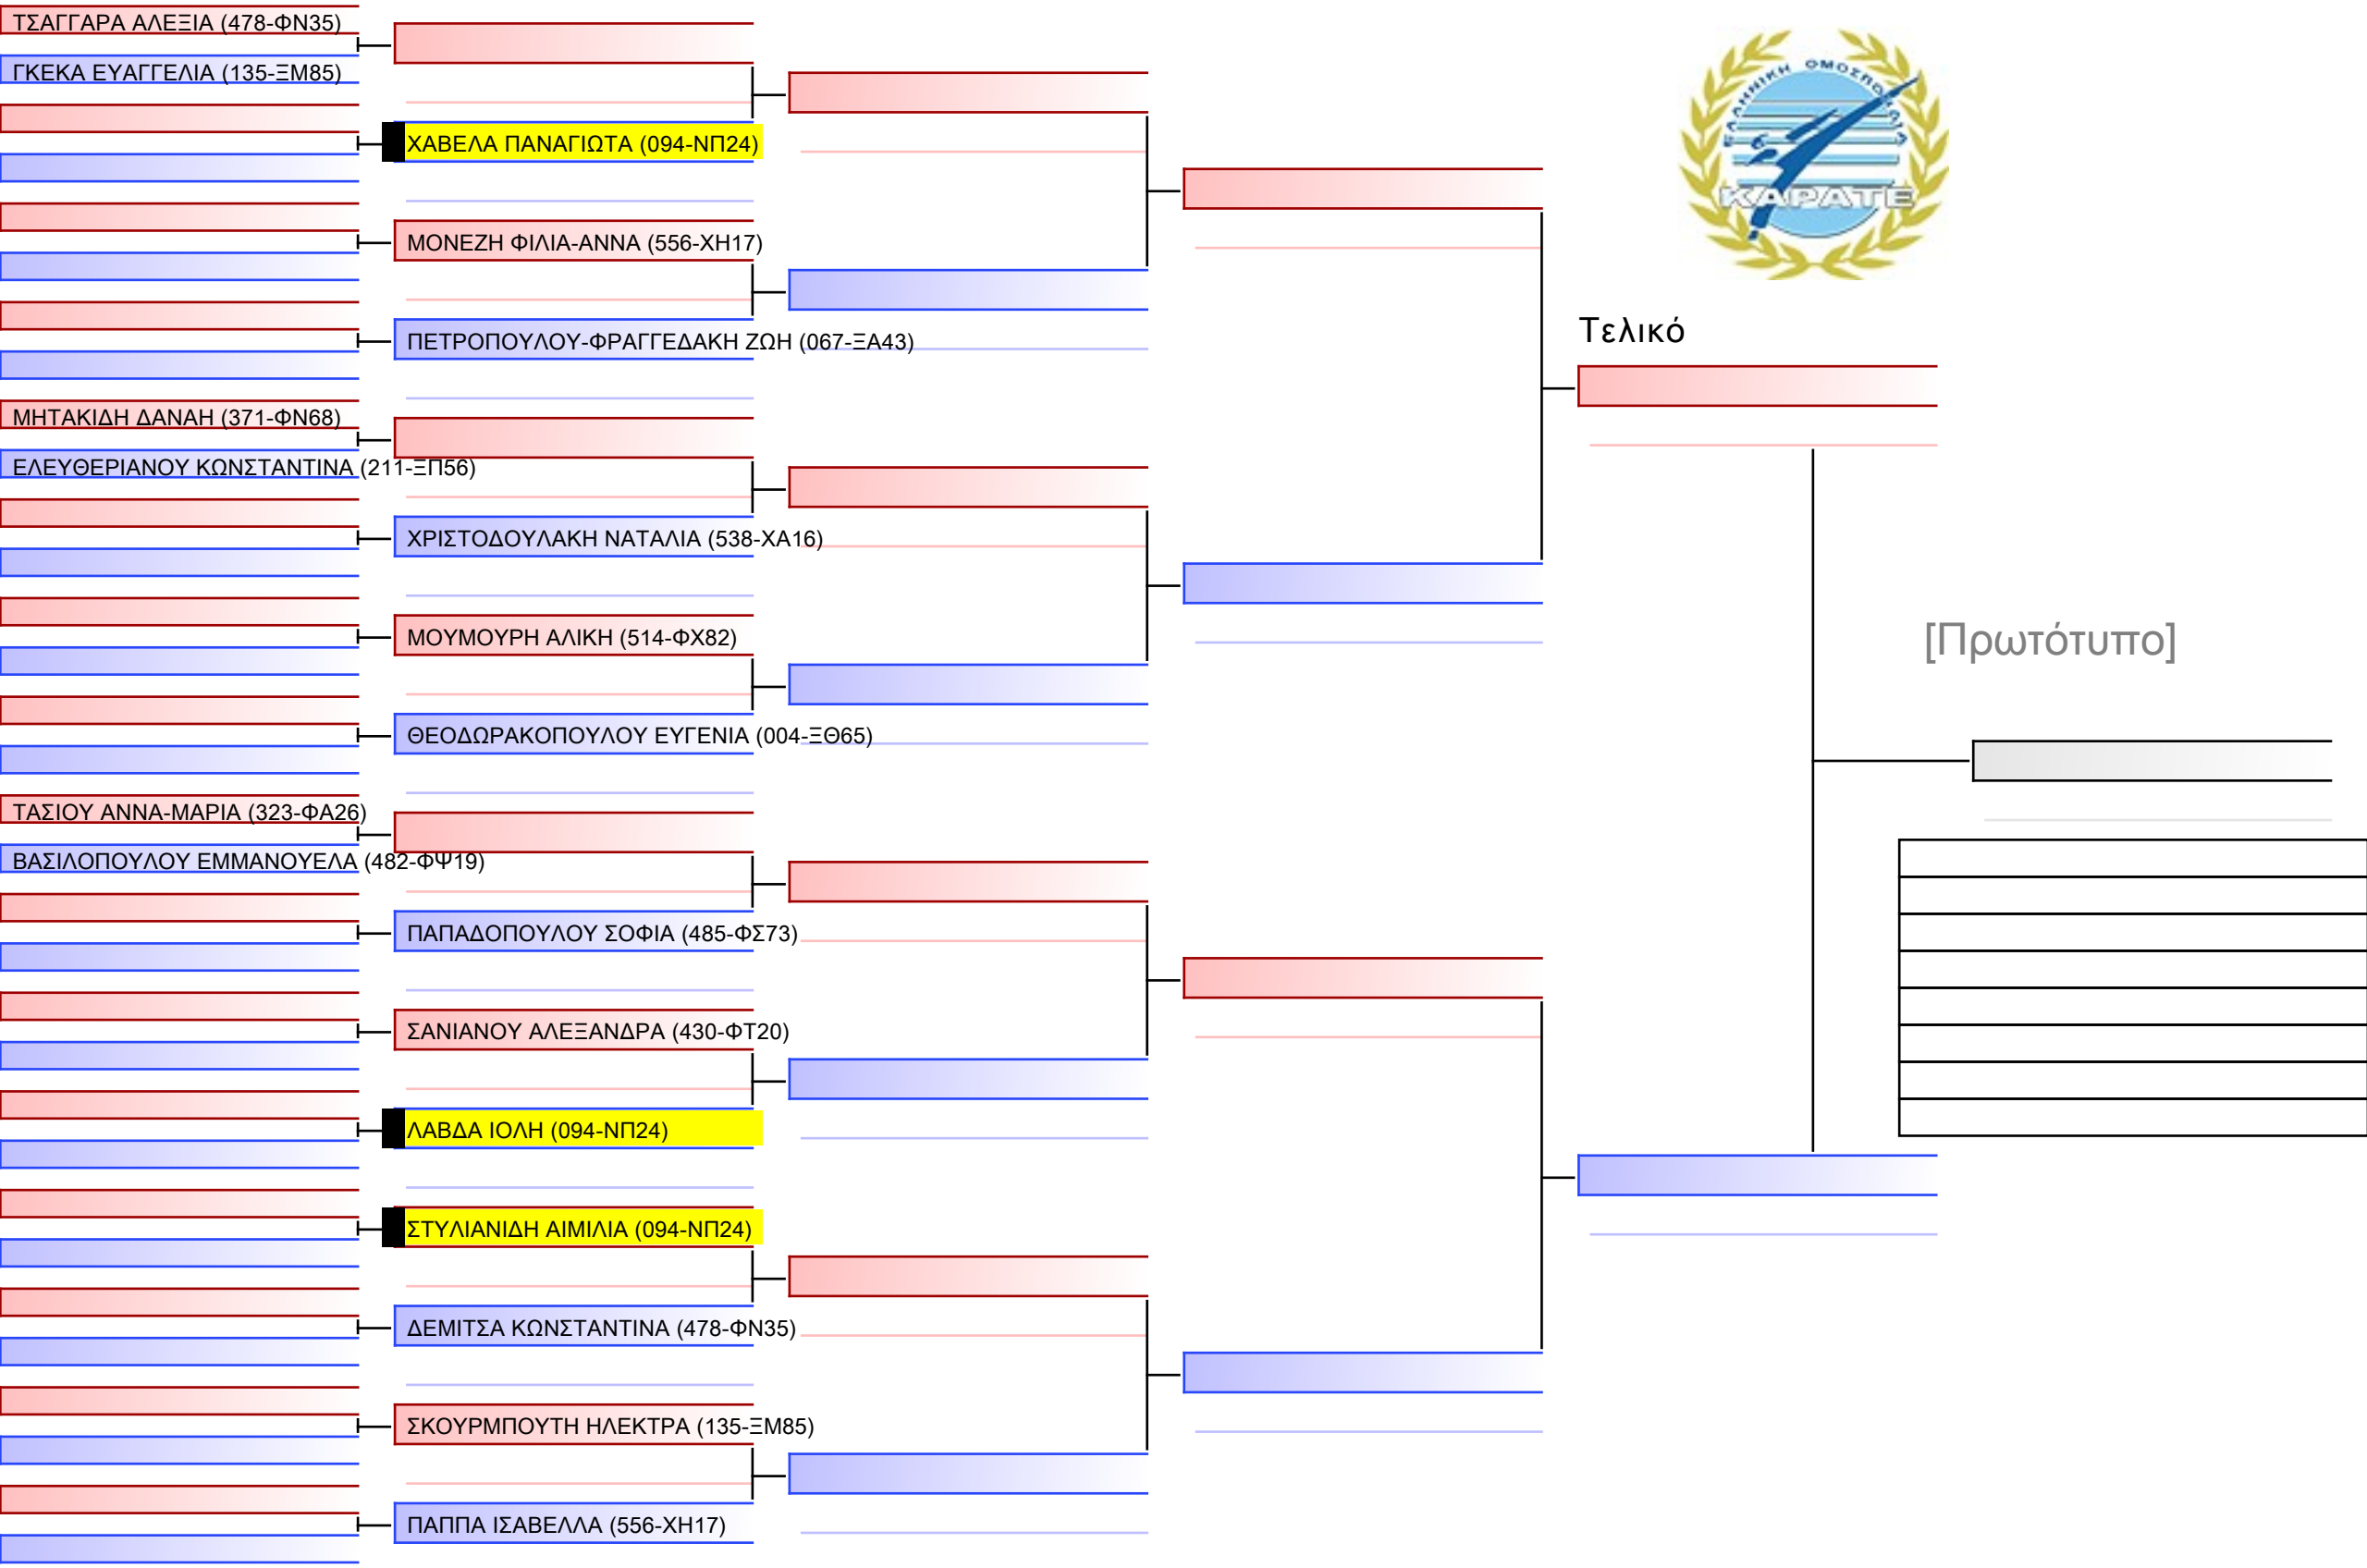 ΤΣΑΓΓΑΡΑ ΑΛΕΞΙΑ (478-ΦΝ35)
ΓΚΕΚΑ ΕΥΑΓΓΕΛΙΑ (135-ΞΜ85)
ΧΑΒΕΛΑ ΠΑΝΑΓΙΩΤΑ (094-ΝΠ24)
ΜΟΝΕΖΗ ΦΙΛΙΑ-ΑΝΝΑ (556-ΧΗ17)
ΠΕΤΡΟΠΟΥΛΟΥ-ΦΡΑΓΓΕΔΑΚΗ ΖΩΗ (067-ΞΑ43)
ΜΗΤΑΚΙΔΗ ΔΑΝΑΗ (371-ΦΝ68)
ΕΛΕΥΘΕΡΙΑΝΟΥ ΚΩΝΣΤΑΝΤΙΝΑ (211-ΞΠ56)
ΧΡΙΣΤΟΔΟΥΛΑΚΗ ΝΑΤΑΛΙΑ (538-ΧΑ16)
ΜΟΥΜΟΥΡΗ ΑΛΙΚΗ (514-ΦΧ82)
ΘΕΟΔΩΡΑΚΟΠΟΥΛΟΥ ΕΥΓΕΝΙΑ (004-ΞΘ65)
ΤΑΣΙΟΥ ΑΝΝΑ-ΜΑΡΙΑ (323-ΦΑ26)
ΒΑΣΙΛΟΠΟΥΛΟΥ ΕΜΜΑΝΟΥΕΛΑ (482-ΦΨ19)
ΠΑΠΑΔΟΠΟΥΛΟΥ ΣΟΦΙΑ (485-ΦΣ73)
ΣΑΝΙΑΝΟΥ ΑΛΕΞΑΝΔΡΑ (430-ΦΤ20)
ΛΑΒΔΑ ΙΟΛΗ (094-ΝΠ24)
ΣΤΥΛΙΑΝΙΔΗ ΑΙΜΙΛΙΑ (094-ΝΠ24)
ΔΕΜΙΤΣΑ ΚΩΝΣΤΑΝΤΙΝΑ (478-ΦΝ35)
ΣΚΟΥΡΜΠΟΥΤΗ ΗΛΕΚΤΡΑ (135-ΞΜ85)
ΠΑΠΠΑ ΙΣΑΒΕΛΛΑ (556-ΧΗ17)
ΕΛΛΗΝΙΚΗ ΟΜΟΣΠΟΝΔΙΑ
ΚΑΡΑΤΕ
Τελικό
[Πρωτότυπο]